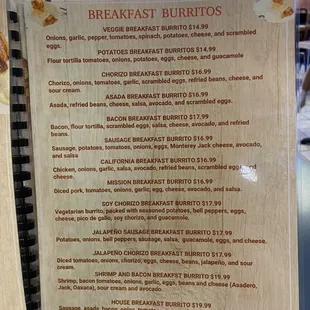 BREAKFAST BURRITOS
VEGGIE BREAKFAST BURRITO $14.99
Onions, garlic, pepper, tomatoes, spinach, potatoes, cheese, and scrambled
eggs.
POTATOES BREAKFAST BURRITOS $14.99
Flour tortilla tomatoes, onions, potatoes, eggs, cheese, and guacamole
CHORIZO BREAKFAST BURRITO $16.99
Chorizo, onions, tomatoes, garlic, scrambled eggs, refried beans, cheese, and
sour cream.
ASADA BREAKFAST BURRITO $16.99
Asada, refried beans, cheese, salsa, avocado, and scrambled eggs.
BACON BREAKFAST BURRITO $17.99
Bacon, flour tortilla, scrambled eggs, salsa, cheese, avocado, and refried
beans.
SAUSAGE BREAKFAST BURRITO $16.99
Sausage, potatoes, tomatoes, onions, eggs, Monterey Jack cheese, avocado,
and salsa
CALIFORNIA BREAKFAST BURRITO $16.99
Chicken, onions, garlic, salsa, avocado, refried beans, scrambled eggs, and
cheese.
MISSION BREAKFAST BURRITO $16.99
Diced pork, tomatoes, onions, garlic, egg, cheese, avocado, and salsa.
SOY CHORIZO BREAKFAST BURRITO $17.99
Vegetarian burrito, packed with seasoned potatoes, bell peppers, eggs,
cheese, pico de gallo, soy chorizo, and guacamole.
JALAPEÑO SAUSAGE BREAKFAST BURRITO $17.99
Potatoes, onions, bell peppers, sausage, salsa, guacamole, eggs, and cheese.
JALAPEÑO CHORIZO BREAKFAST BURRITO $17.99
Diced tomatoes, onions, chorizo, eggs, cheese, beans, jalapeño, and sour
cream.
SHRIMP AND BACON BREAKFAST BURRITO $19.99
Shrimp, bacon tomatoes, onions, garlic, eggs, beans and cheese (Asadero,
Jack, Oaxaca), sour cream and avocado.
HOUSE BREAKFAST BURRITO $19.99
Sausage, asada, bacon, onion,